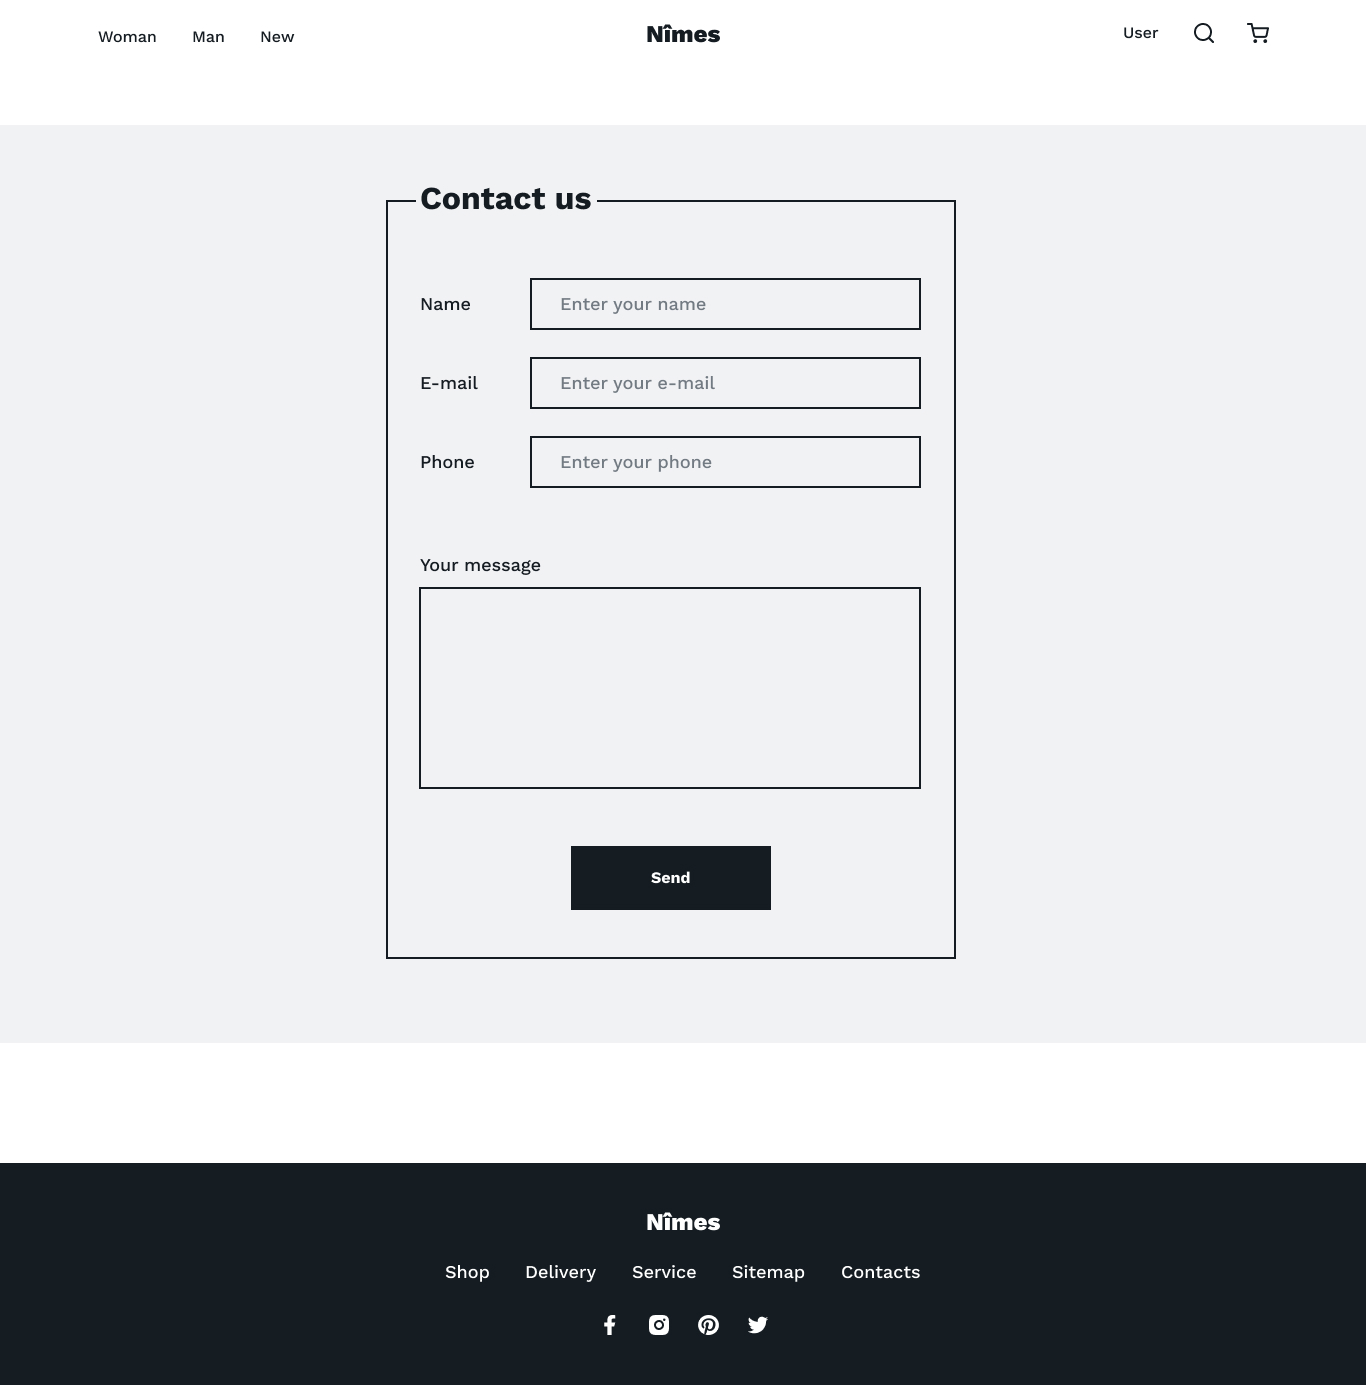 Woman Man New Nîmes User
Contact us
Name Enter your name
E-mail Enter your e-mail
Phone Enter your phone
Your message
Send
Nîmes
Shop Delivery Service Sitemap Contacts